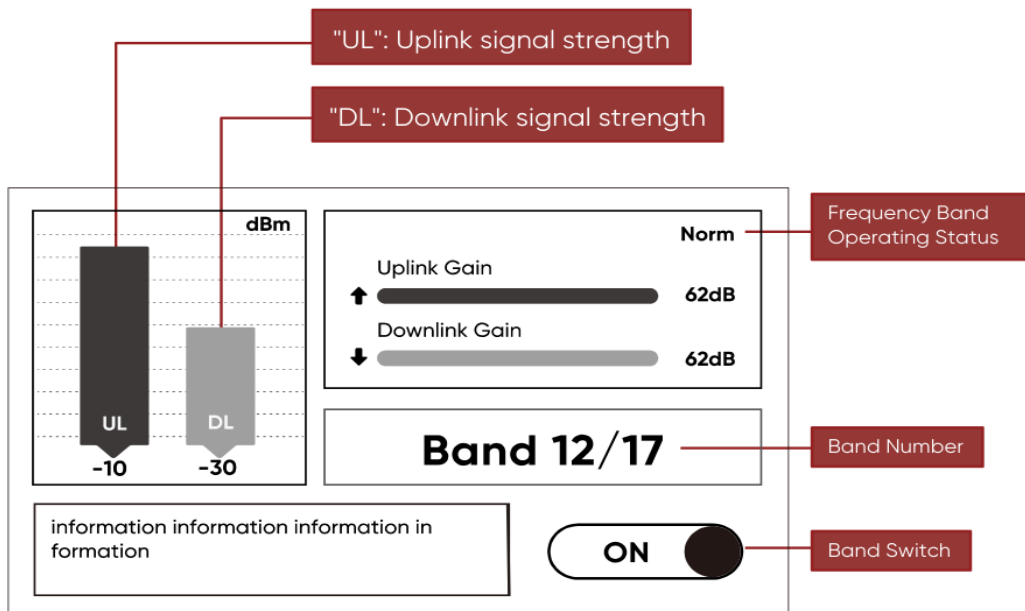 "UL": Uplink signal strength
"DL": Downlink signal strength
dBm
UL
DL
-10
-30
Norm
Uplink Gain
62dB
Downlink Gain
62dB
Frequency Band
Operating Status
Band 12/17
Band Number
information information information in
formation
ON
Band Switch